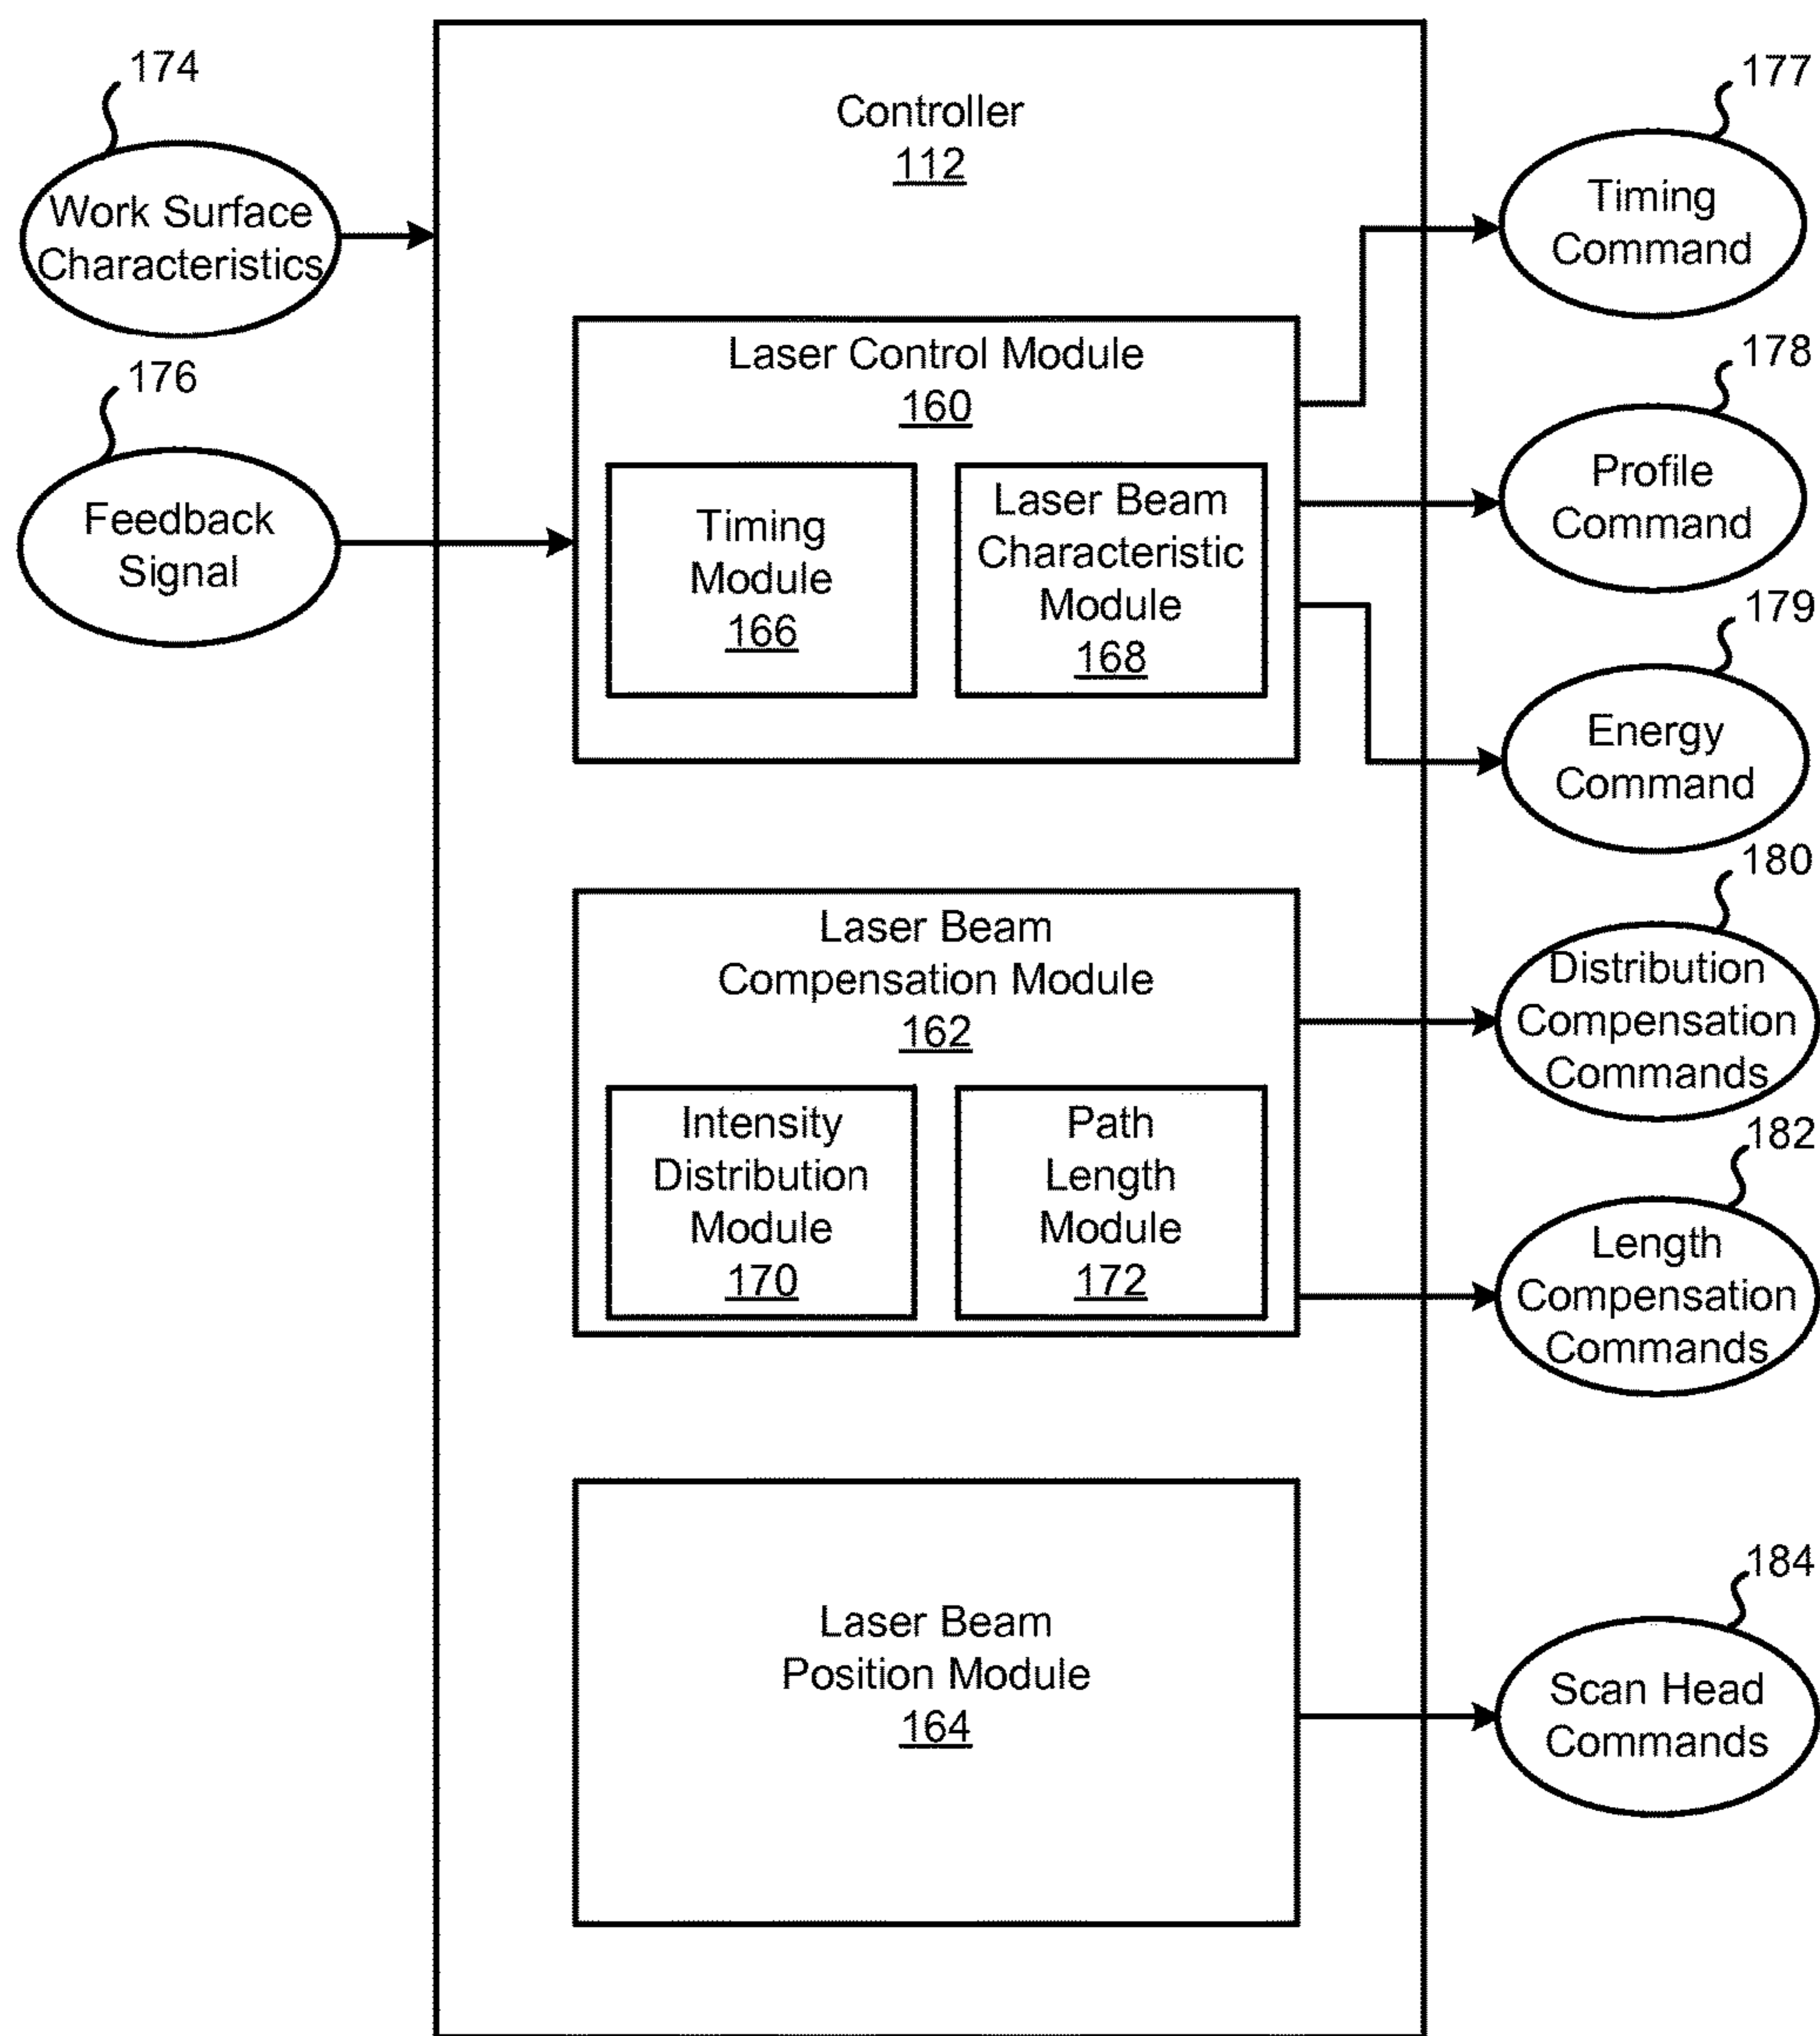 174
Work Surface
Characteristics
176
Feedback
Signal
Controller
112
Laser Control Module
160
Timing
Module
166
Laser Beam
Characteristic
Module
168
Laser Beam
Compensation Module
162
Intensity
Distribution
Module
170
Path
Length
Module
172
Laser Beam
Position Module
164
177
Timing
Command
178
Profile
Command
179
Energy
Command
180
Distribution
Compensation
Commands
182
Length
Compensation
Commands
184
Scan Head
Commands